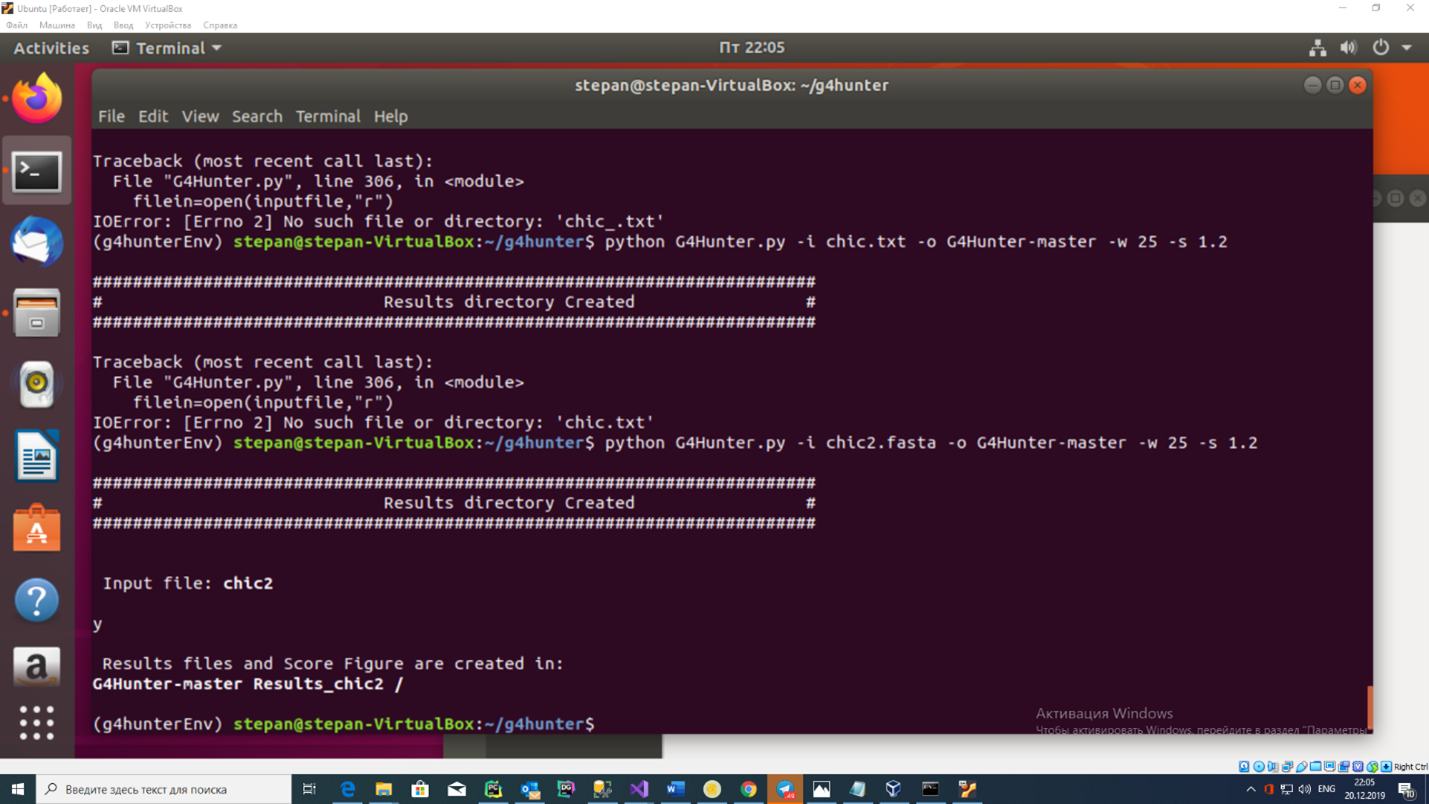 Ubuntu [Работает] - Oracle VM VirtualBox
Файл Машина Вид Ввод Устройства Справка
Activities Terminal Пт 22:05
stepan@stepan-VirtualBox: ~/g4hunter
File Edit View Search Terminal Help
Traceback (most recent call last):
  File "G4Hunter.py", line 306, in <module>
    filein=open(inputfile,"r")
IOError: [Errno 2] No such file or directory: 'chic_.txt'
(g4hunterEnv) stepan@stepan-VirtualBox:~/g4hunter$ python G4Hunter.py -i chic.txt -o G4Hunter-master -w 25 -s 1.2
########################################################################
#                            Results directory Created                 #
########################################################################
Traceback (most recent call last):
  File "G4Hunter.py", line 306, in <module>
    filein=open(inputfile,"r")
IOError: [Errno 2] No such file or directory: 'chic.txt'
(g4hunterEnv) stepan@stepan-VirtualBox:~/g4hunter$ python G4Hunter.py -i chic2.fasta -o G4Hunter-master -w 25 -s 1.2
########################################################################
#                            Results directory Created                 #
########################################################################
Input file: chic2
y
Results files and Score Figure are created in:
G4Hunter-master Results_chic2 /
(g4hunterEnv) stepan@stepan-VirtualBox:~/g4hunter$
Активация Windows
Чтобы активировать Windows, перейдите в раздел "Параметры
Right Ctrl
Введите здесь текст для поиска
ENG
22:05
20.12.2019